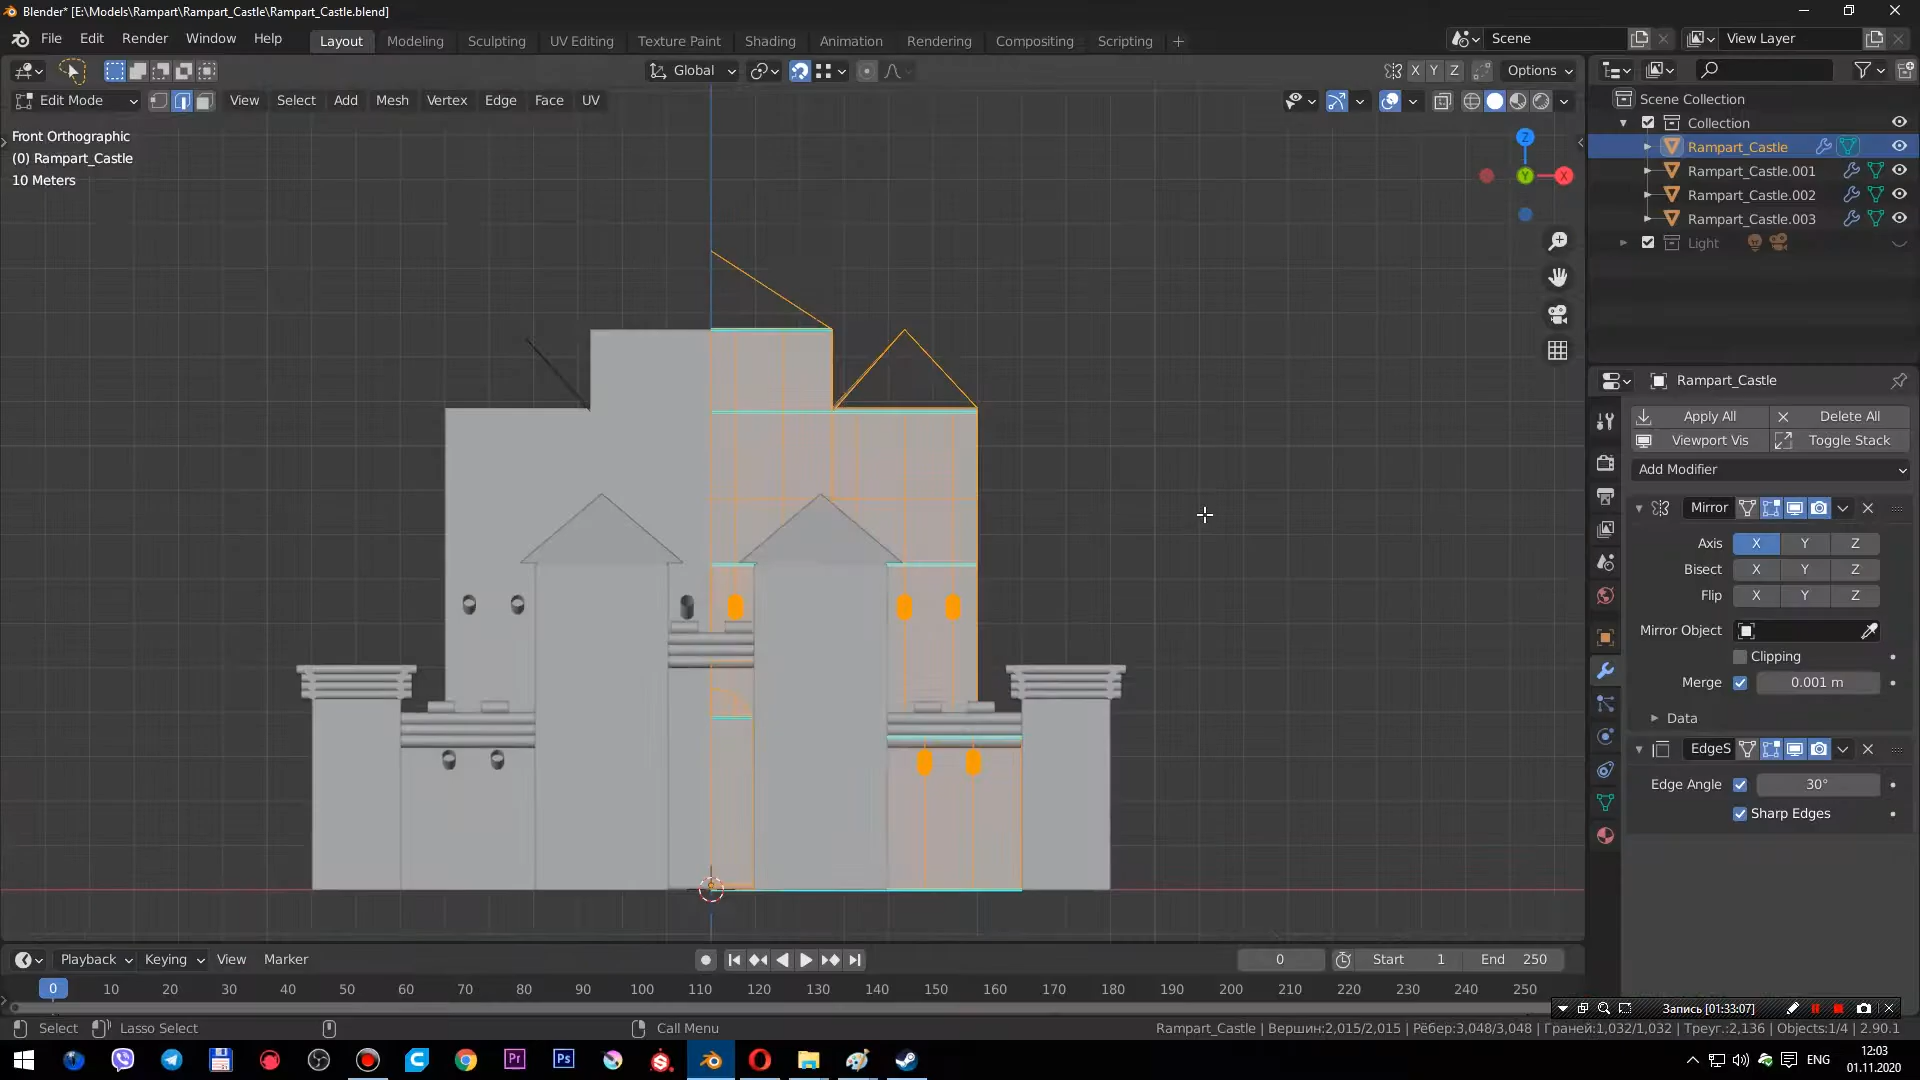 Blender* [E:\Models\Rampart\Rampart_Castle\Rampart_Castle.blend]
File Edit Render Window Help
Layout Modeling Sculpting UV Editing Texture Paint Shading Animation Rendering Compositing Scripting
Scene
View Layer
Global
X Y Z
Options
Edit Mode
View Select Add Mesh Vertex Edge Face UV
Front Orthographic
(0) Rampart_Castle
10 Meters
Z
Y
X
Scene Collection
Collection
Rampart_Castle
Rampart_Castle.001
Rampart_Castle.002
Rampart_Castle.003
Light
Rampart_Castle
Apply All
Delete All
Viewport Vis
Toggle Stack
Add Modifier
Mirror
Axis X Y Z
Bisect X Y Z
Flip X Y Z
Mirror Object
Clipping
Merge 0.001 m
Data
EdgeS
Edge Angle 30°
Sharp Edges
Playback Keying View Marker
0
Start 1
End 250
0 10 20 30 40 50 60 70 80 90 100 110 120 130 140 150 160 170 180 190 200 210 220 230 240 250
Запись [01:33:07]
Select
Lasso Select
Call Menu
Rampart_Castle | Вершин:2,015/2,015 | Рёбер:3,048/3,048 | Граней:1,032/1,032 | Треуг.:2,136 | Objects:1/4 | 2.90.1
Pr
Ps
ENG
12:03
01.11.2020